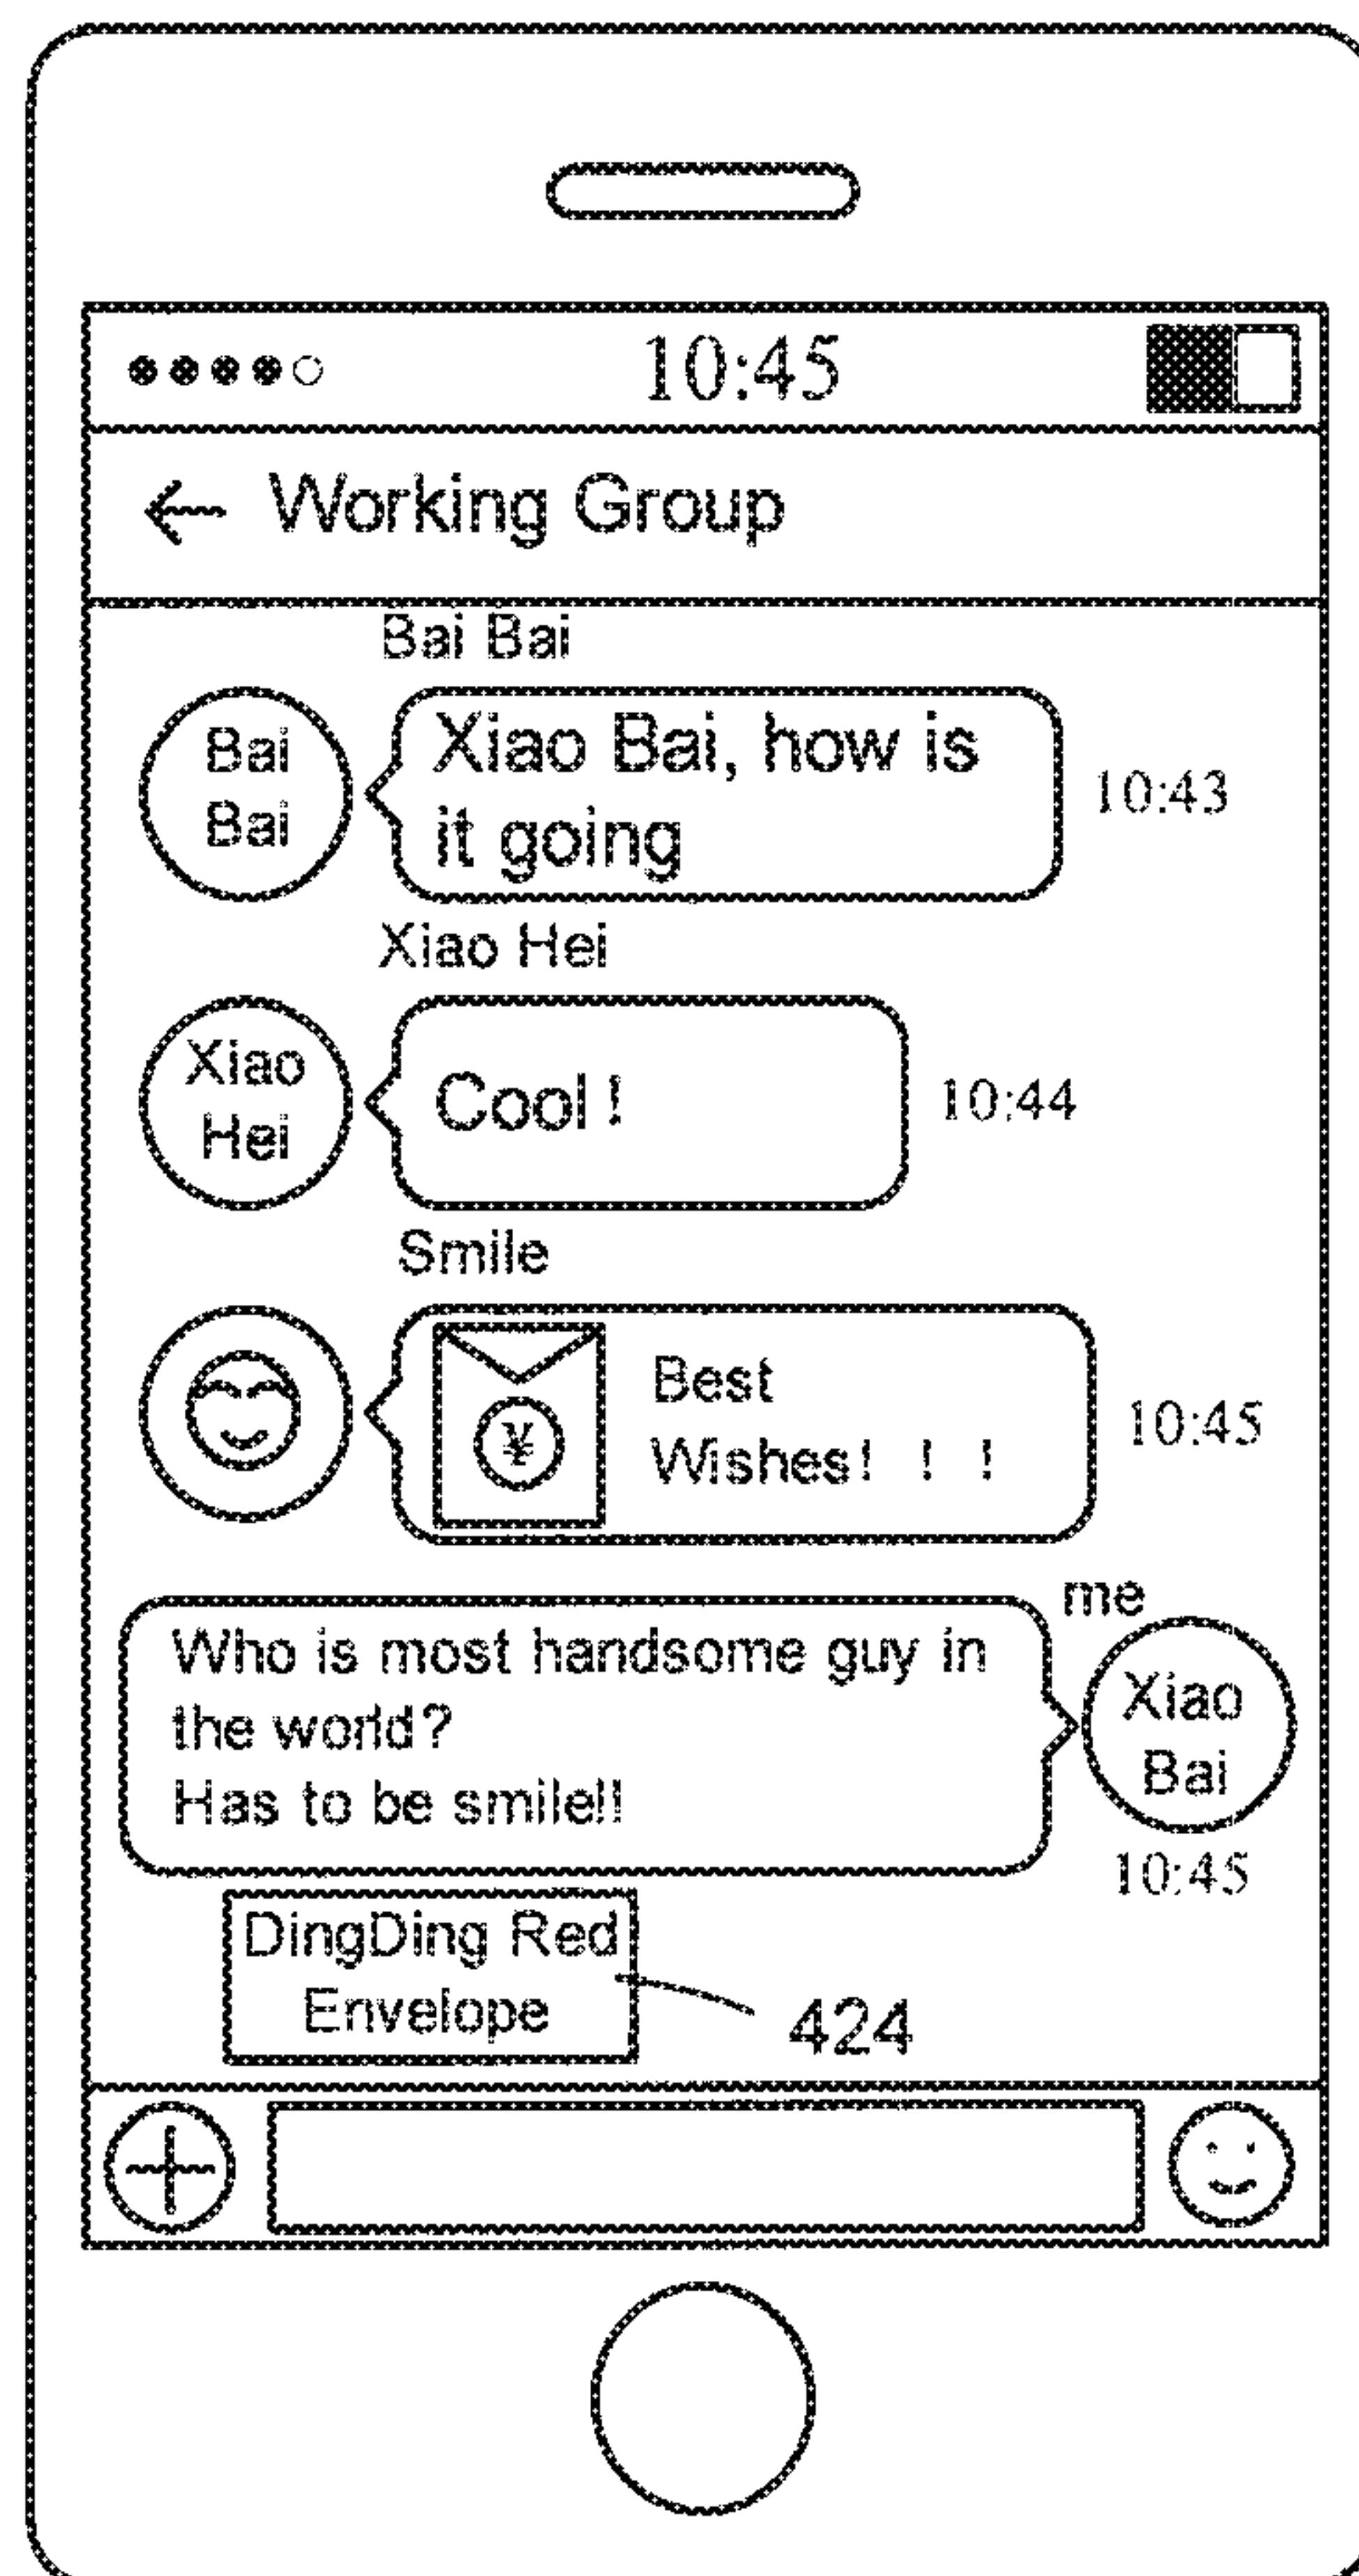 10:45
← Working Group
Bai Bai
Bai
Bai
Xiao Bai, how is
it going
10:43
Xiao Hei
Xiao
Hei
Cool !
10:44
Smile
¥
Best
Wishes! ! !
10:45
me
Who is most handsome guy in
the world?
Has to be smile!!
Xiao
Bai
10:45
DingDing Red
Envelope
424